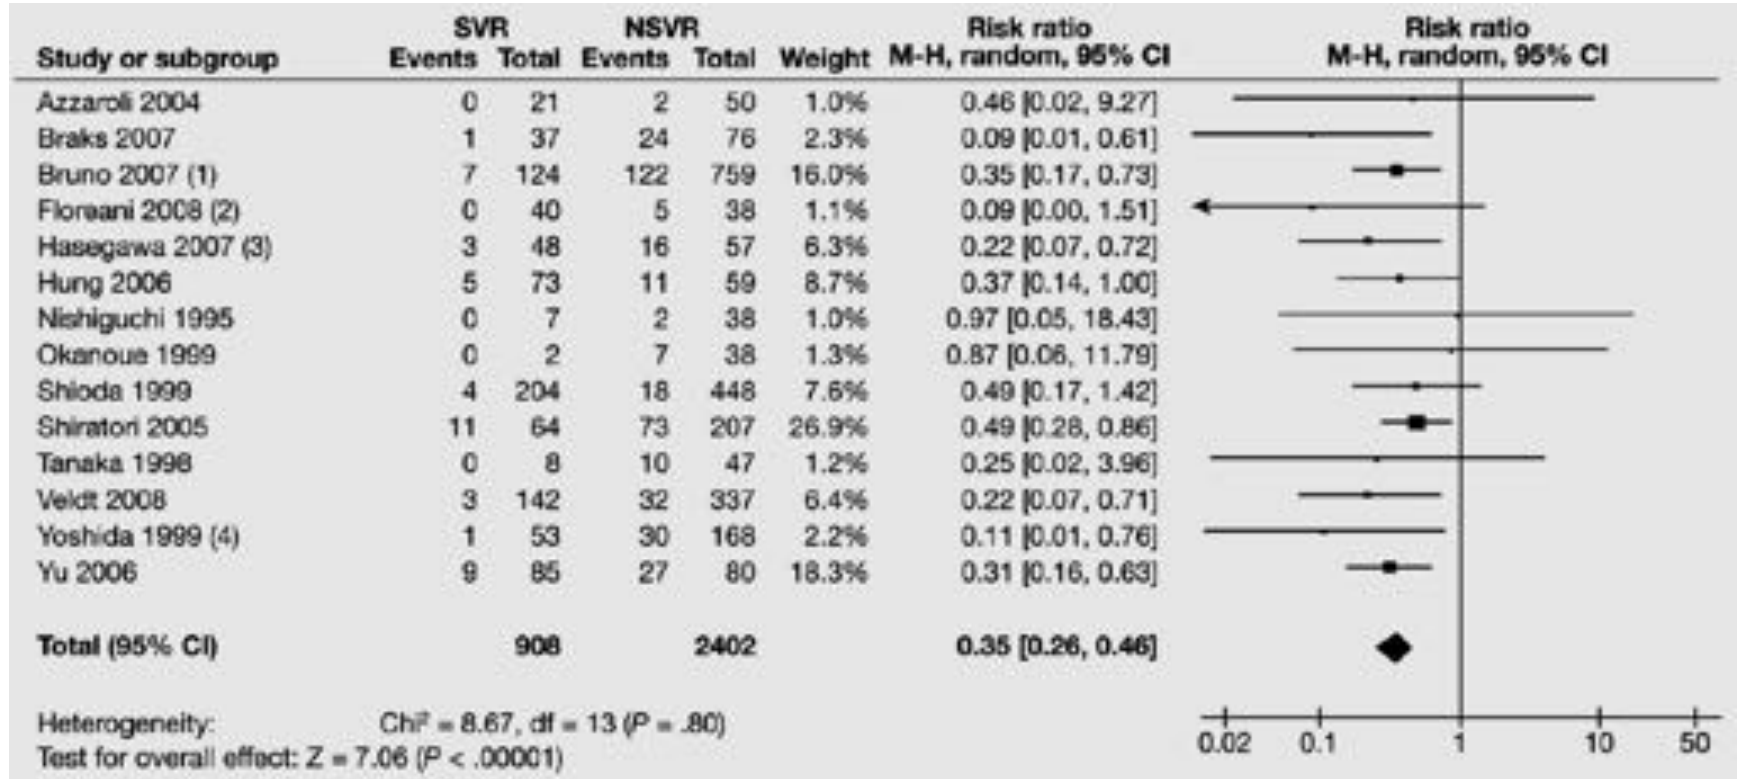 SVR NSVR Risk ratio Risk ratio
Study or subgroup Events Total Events Total Weight M-H, random, 95% CI M-H, random, 95% CI
Azzaroli 2004 0 21 2 50 1.0% 0.46 [0.02, 9.27]
Braks 2007 1 37 24 76 2.3% 0.09 [0.01, 0.61]
Bruno 2007 (1) 7 124 122 759 16.0% 0.35 [0.17, 0.73]
Floreani 2008 (2) 0 40 5 38 1.1% 0.09 [0.00, 1.51]
Hasegawa 2007 (3) 3 48 16 57 6.3% 0.22 [0.07, 0.72]
Hung 2006 5 73 11 59 8.7% 0.37 [0.14, 1.00]
Nishiguchi 1995 0 7 2 38 1.0% 0.97 [0.05, 18.43]
Okanoue 1999 0 2 7 38 1.3% 0.87 [0.06, 11.79]
Shioda 1999 4 204 18 448 7.6% 0.49 [0.17, 1.42]
Shiratori 2005 11 64 73 207 26.9% 0.49 [0.28, 0.86]
Tanaka 1998 0 8 10 47 1.2% 0.25 [0.02, 3.96]
Veldt 2008 3 142 32 337 6.4% 0.22 [0.07, 0.71]
Yoshida 1999 (4) 1 53 30 168 2.2% 0.11 [0.01, 0.76]
Yu 2006 9 85 27 80 18.3% 0.31 [0.16, 0.63]
Total (95% CI) 908 2402 0.35 [0.26, 0.46]
Heterogeneity: Chi² = 8.67, df = 13 (P = .80)
Test for overall effect: Z = 7.06 (P < .00001)
0.02 0.1 1 10 50